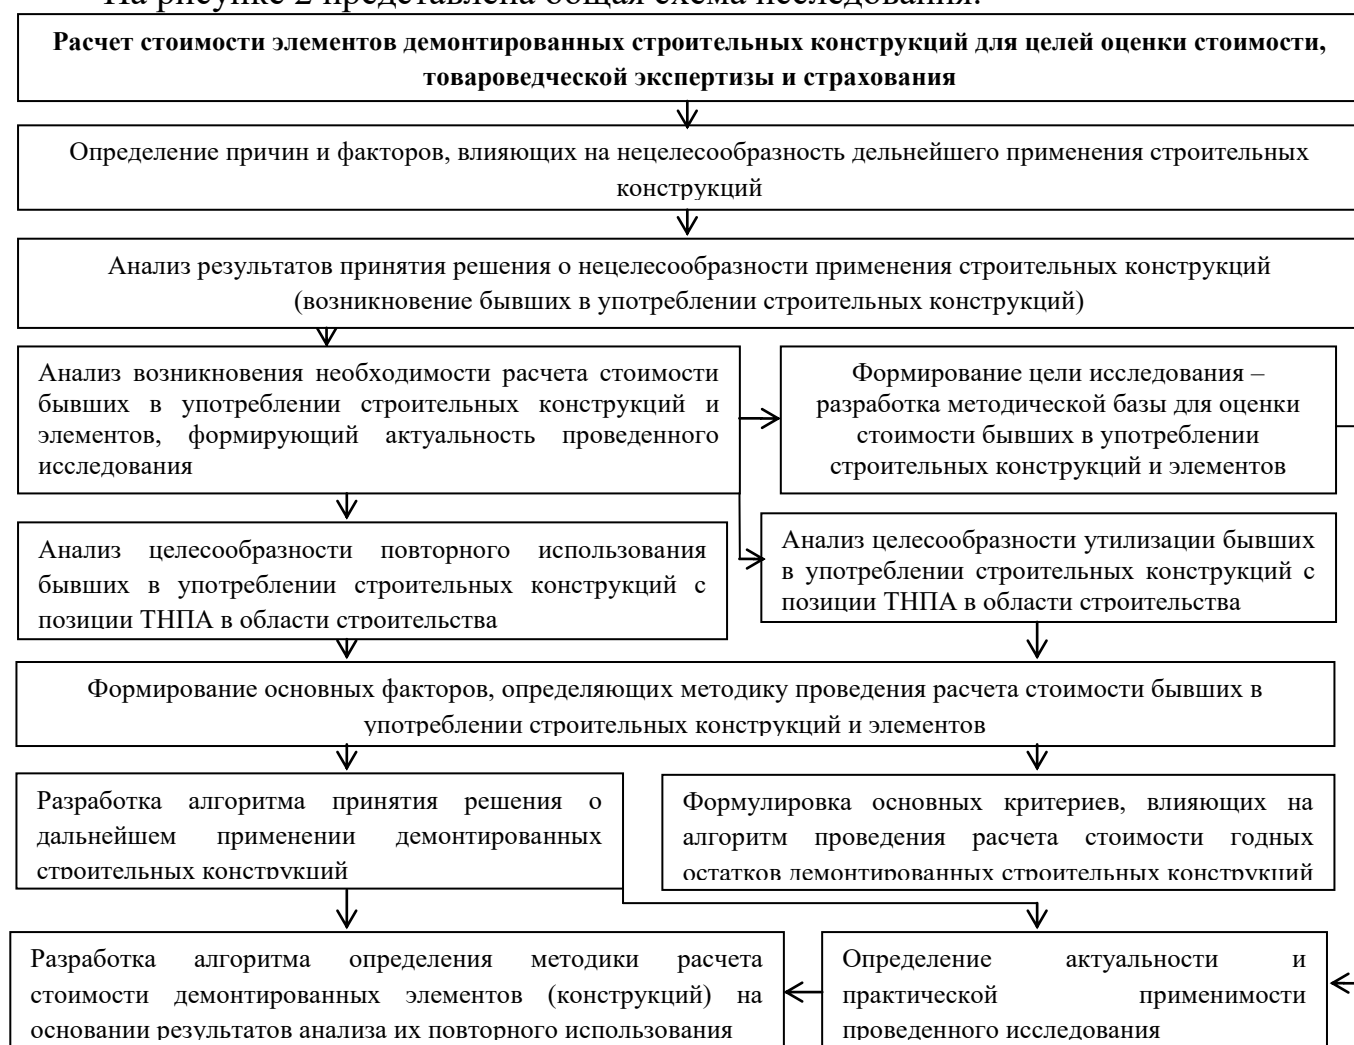 На рисунке 2 представлена общая схема исследования.
Расчет стоимости элементов демонтированных строительных конструкций для целей оценки стоимости,
товароведческой экспертизы и страхования
Определение причин и факторов, влияющих на нецелесообразность дельнейшего применения строительных
конструкций
Анализ результатов принятия решения о нецелесообразности применения строительных конструкций
(возникновение бывших в употреблении строительных конструкций)
Анализ возникновения необходимости расчета стоимости
бывших в употреблении строительных конструкций и
элементов, формирующий актуальность проведенного
исследования
Формирование цели исследования –
разработка методической базы для оценки
стоимости бывших в употреблении
строительных конструкций и элементов
Анализ целесообразности повторного использования
бывших в употреблении строительных конструкций с
позиции ТНПА в области строительства
Анализ целесообразности утилизации бывших
в употреблении строительных конструкций с
позиции ТНПА в области строительства
Формирование основных факторов, определяющих методику проведения расчета стоимости бывших в
употреблении строительных конструкций и элементов
Разработка алгоритма принятия решения о
дальнейшем применении демонтированных
строительных конструкций
Формулировка основных критериев, влияющих на
алгоритм проведения расчета стоимости годных
остатков демонтированных строительных конструкций
Разработка алгоритма определения методики расчета
стоимости демонтированных элементов (конструкций) на
основании результатов анализа их повторного использования
Определение актуальности и
практической применимости
проведенного исследования